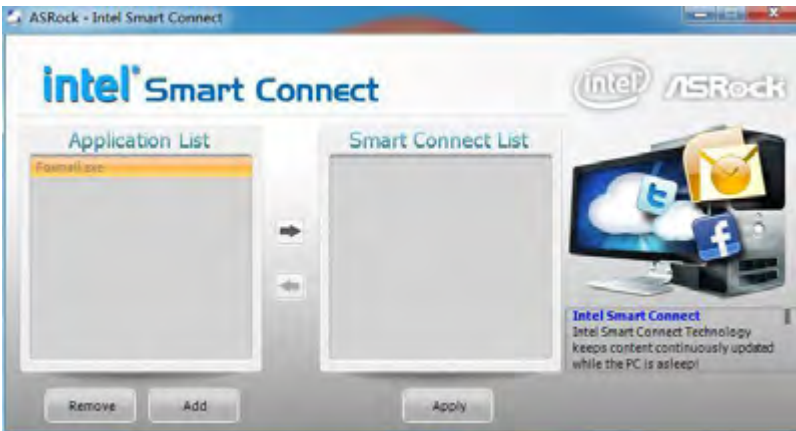 ASRock - Intel Smart Connect
intel Smart Connect
intel ASRock
Application List
Smart Connect List
Foxmail.exe
Intel Smart Connect
Intel Smart Connect Technology
keeps content continuously updated
while the PC is asleep!
Remove
Add
Apply